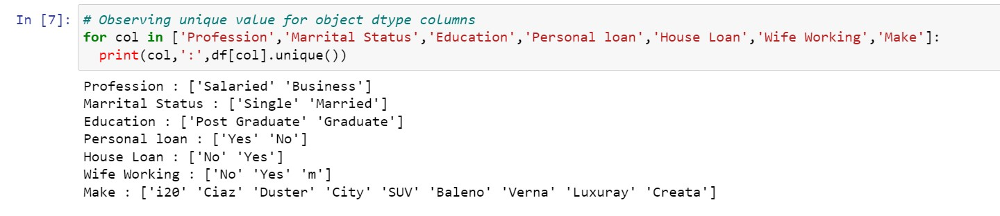 In [7]: # Observing unique value for object dtype columns
for col in ['Profession','Marrital Status','Education','Personal loan','House Loan','Wife Working','Make']:
  print(col,':',df[col].unique())
Profession : ['Salaried' 'Business']
Marrital Status : ['Single' 'Married']
Education : ['Post Graduate' 'Graduate']
Personal loan : ['Yes' 'No']
House Loan : ['No' 'Yes']
Wife Working : ['No' 'Yes' 'm']
Make : ['i20' 'Ciaz' 'Duster' 'City' 'SUV' 'Baleno' 'Verna' 'Luxuray' 'Creata']